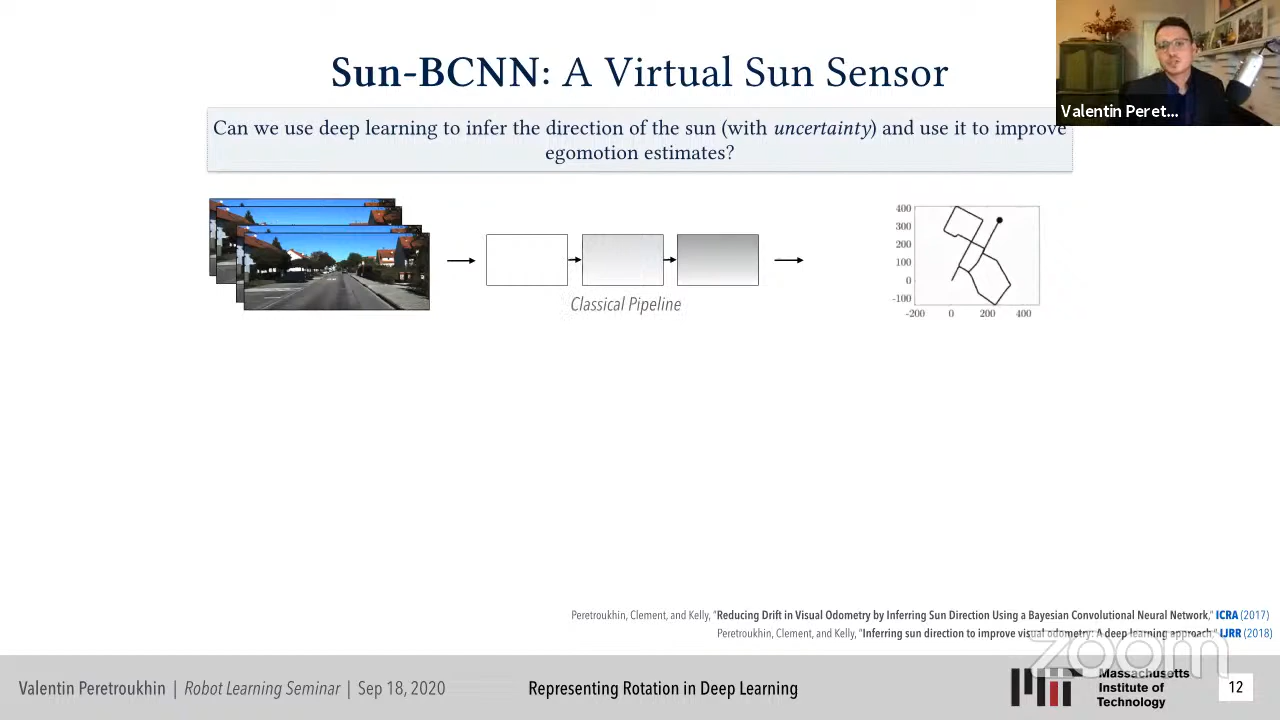 Sun-BCNN: A Virtual Sun Sensor
Valentin Peret...
Can we use deep learning to infer the direction of the sun (with uncertainty) and use it to improve
egomotion estimates?
Classical Pipeline
400
300
200
100
0
-100
-200 0 200 400
Peretroukhin, Clement, and Kelly, "Reducing Drift in Visual Odometry by Inferring Sun Direction Using a Bayesian Convolutional Neural Network," ICRA (2017)
Peretroukhin, Clement, and Kelly, "Inferring sun direction to improve visual odometry: A deep learning approach," IJRR (2018)
zoom
Valentin Peretroukhin | Robot Learning Seminar | Sep 18, 2020
Representing Rotation in Deep Learning
Massachusetts
Institute of
Technology
12